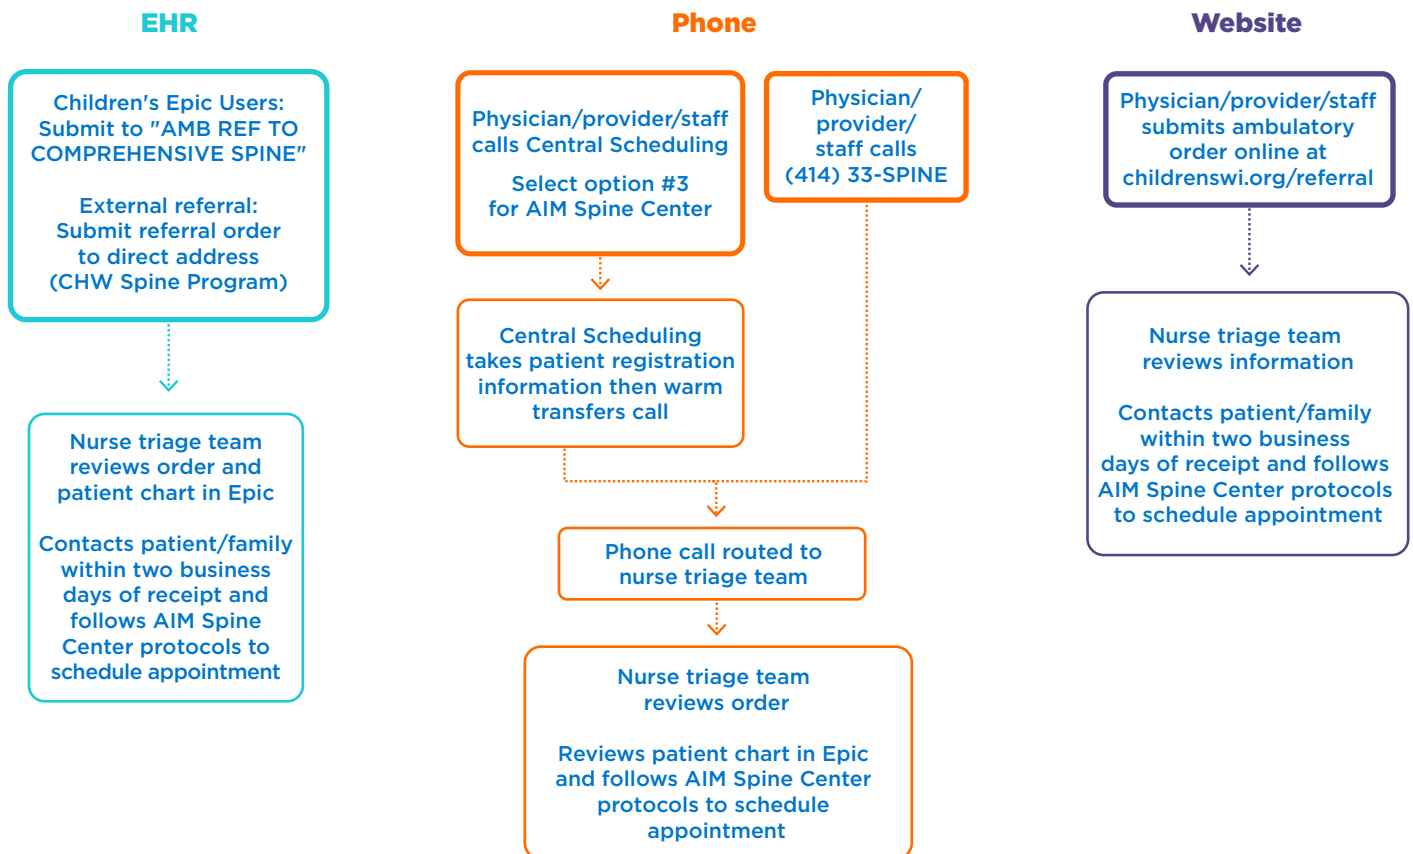 EHR
Children's Epic Users:
Submit to "AMB REF TO
COMPREHENSIVE SPINE"
External referral:
Submit referral order
to direct address
(CHW Spine Program)
Nurse triage team
reviews order and
patient chart in Epic
Contacts patient/family
within two business
days of receipt and
follows AIM Spine
Center protocols to
schedule appointment
Phone
Physician/provider/staff
calls Central Scheduling
Select option #3
for AIM Spine Center
Physician/
provider/
staff calls
(414) 33-SPINE
Central Scheduling
takes patient registration
information then warm
transfers call
Phone call routed to
nurse triage team
Nurse triage team
reviews order
Reviews patient chart in Epic
and follows AIM Spine Center
protocols to schedule
appointment
Website
Physician/provider/staff
submits ambulatory
order online at
childrenswi.org/referral
Nurse triage team
reviews information
Contacts patient/family
within two business
days of receipt and follows
AIM Spine Center protocols
to schedule appointment